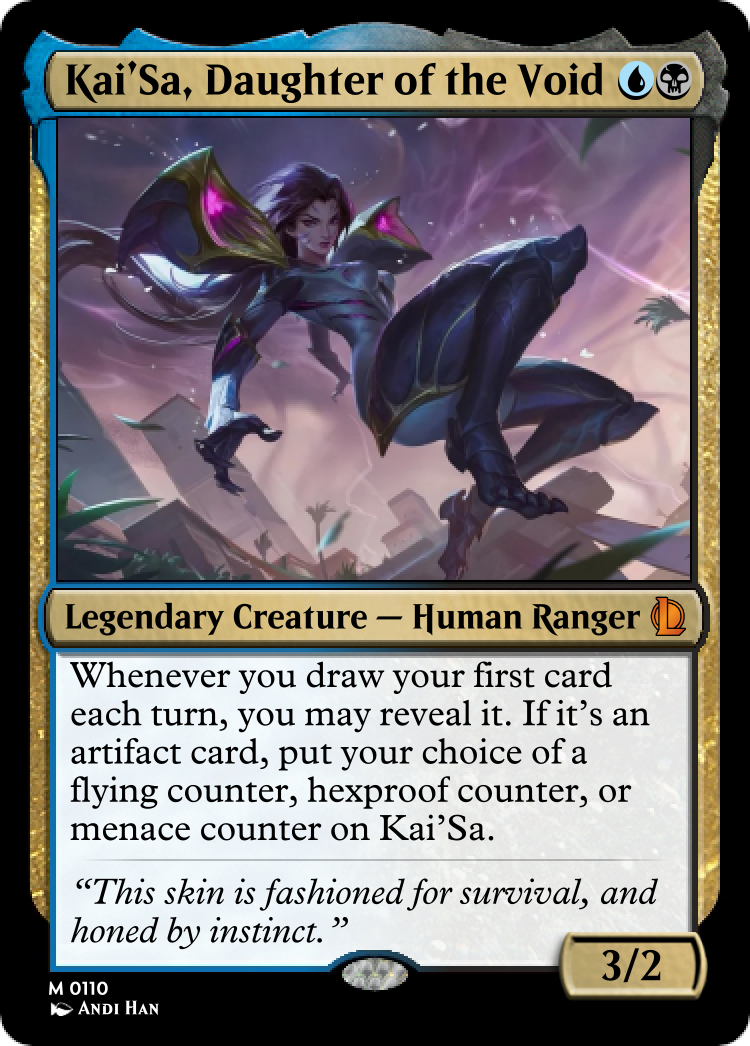 Kai’Sa, Daughter of the Void
Legendary Creature — Human Ranger
Whenever you draw your first card
each turn, you may reveal it. If it’s an
artifact card, put your choice of a
flying counter, hexproof counter, or
menace counter on Kai’Sa.
“This skin is fashioned for survival, and
honed by instinct.”
3/2
M 0110
Andi Han